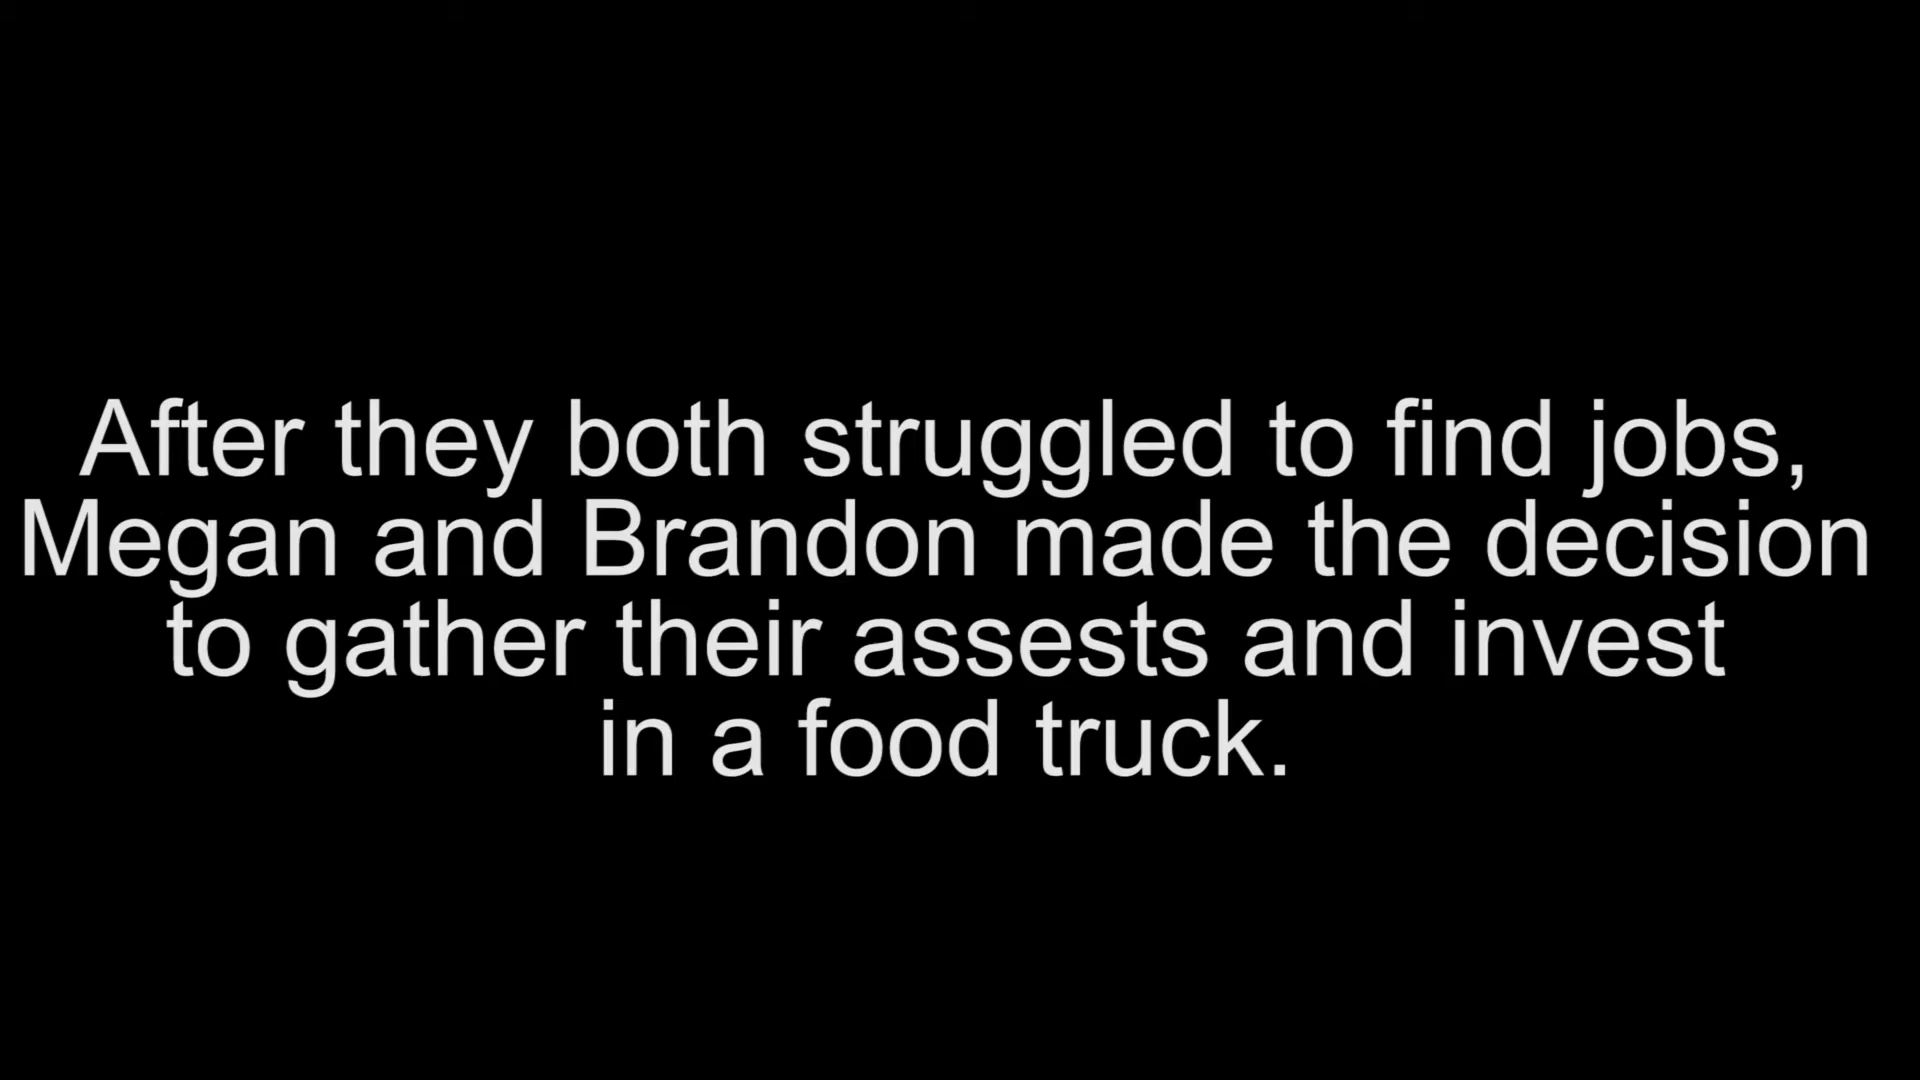 After they both struggled to find jobs,
Megan and Brandon made the decision
to gather their assests and invest
in a food truck.